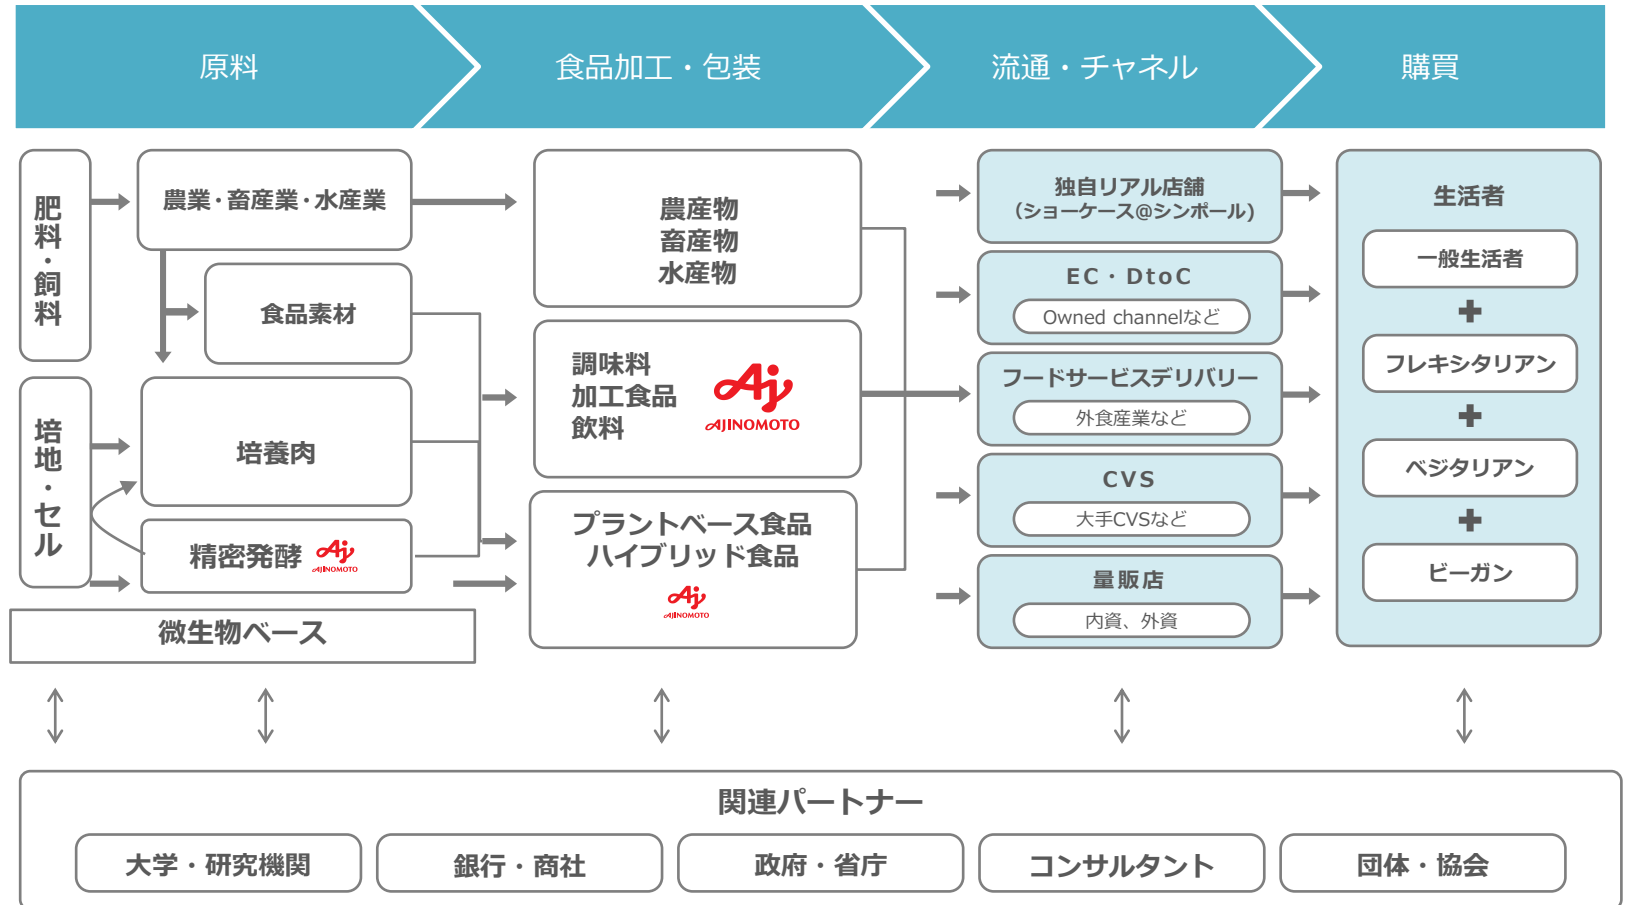 原料
食品加工・包装
流通・チャネル
購買
肥料・飼料
農業・畜産業・水産業
食品素材
培地・セル
培養肉
精密発酵
AJINOMOTO
微生物ベース
農産物
畜産物
水産物
調味料
加工食品
飲料
Aj
AJINOMOTO
プラントベース食品
ハイブリッド食品
AJINOMOTO
独自リアル店舗
（ショーケース@シンポール)
EC・DtoC
Owned channelなど
フードサービスデリバリー
外食産業など
CVS
大手CVSなど
量販店
内資、外資
生活者
一般生活者
+
フレキシタリアン
+
ベジタリアン
+
ビーガン
関連パートナー
大学・研究機関
銀行・商社
政府・省庁
コンサルタント
団体・協会